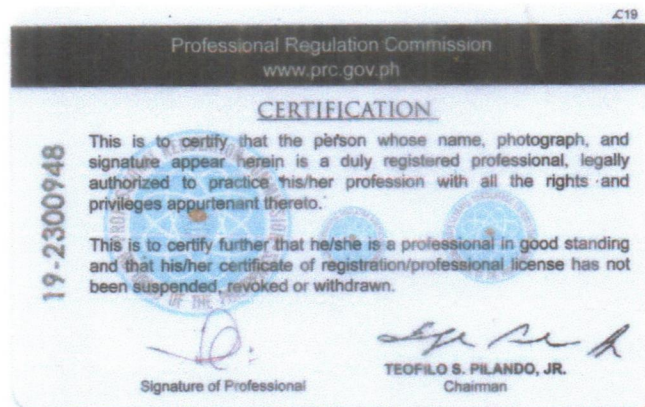 C19
Professional Regulation Commission
www.prc.gov.ph
CERTIFICATION
19-2300948
This is to certify that the person whose name, photograph, and
signature appear herein is a duly registered professional, legally
authorized to practice his/her profession with all the rights and
privileges appurtenant thereto.
This is to certify further that he/she is a professional in good standing
and that his/her certificate of registration/professional license has not
been suspended, revoked or withdrawn.
Signature of Professional
TEOFILO S. PILANDO, JR.
Chairman